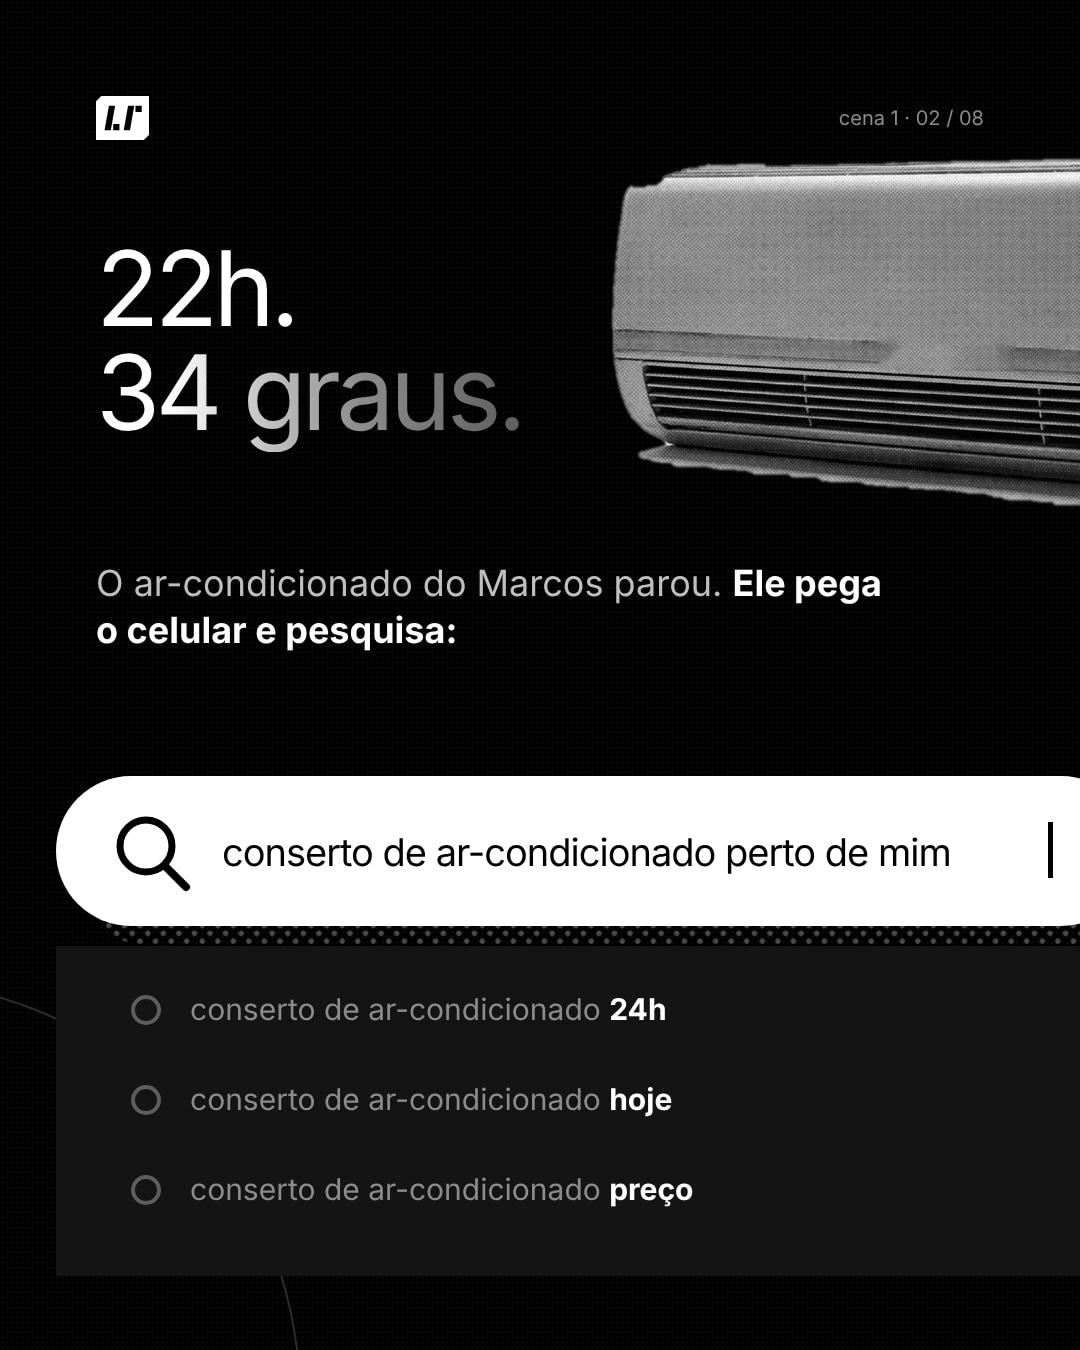 cena 1 · 02 / 08
22h.
34 graus.
O ar-condicionado do Marcos parou. Ele pega
o celular e pesquisa:
conserto de ar-condicionado perto de mim
conserto de ar-condicionado 24h
conserto de ar-condicionado hoje
conserto de ar-condicionado preço